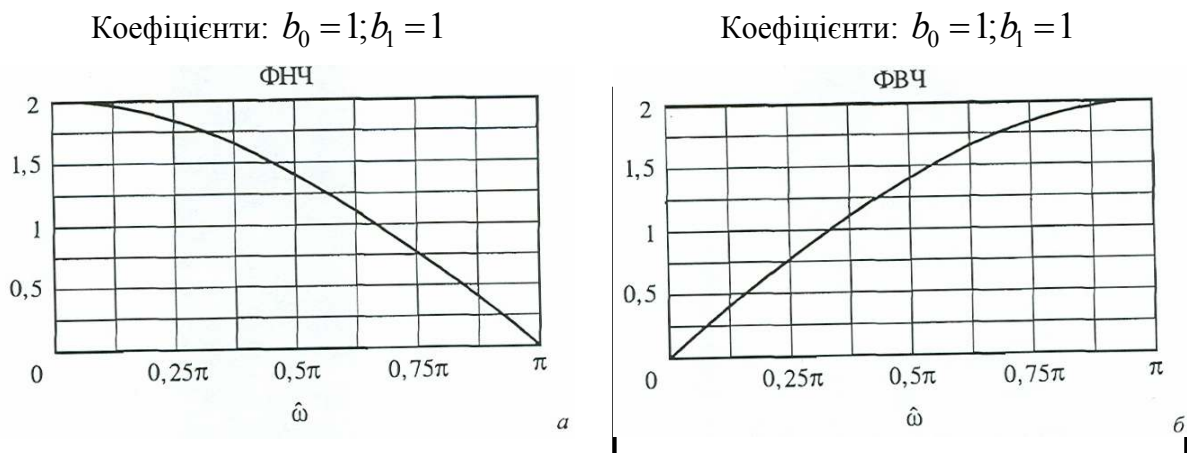 Коефіцієнти: b₀ = 1; b₁ = 1
ФНЧ
2
1,5
1
0,5
0
0,25π
0,5π
0,75π
π
ω̂
а
Коефіцієнти: b₀ = 1; b₁ = 1
ФВЧ
2
1,5
1
0,5
0
0,25π
0,5π
0,75π
π
ω̂
б